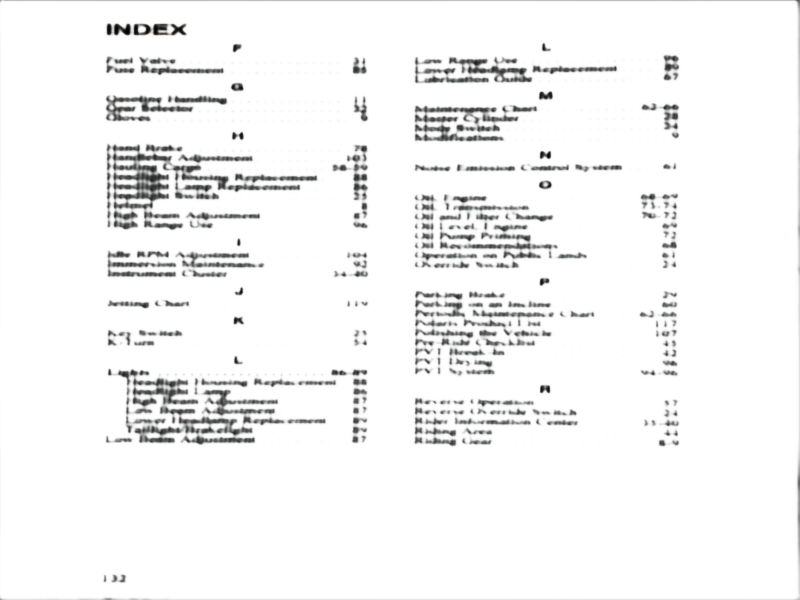 INDEX
F
Fuel Valve 31
Fuse Replacement 85
G
Gasoline Handling 11
Gear Selector 32
Gloves 9
H
Hand Brake 78
Handlebar Adjustment 103
Hauling Cargo 58-59
Headlight Housing Replacement 88
Headlight Lamp Replacement 86
Headlight Switch 25
Helmet 8
High Beam Adjustment 87
High Range Use 96
I
Idle RPM Adjustment 104
Immersion Maintenance 92
Instrument Cluster 34-40
J
Jetting Chart 119
K
Key Switch 25
K-Turn 54
L
Lights 86-89
Headlight Housing Replacement 88
Headlight Lamp 86
High Beam Adjustment 87
Low Beam Adjustment 87
Lower Headlamp Replacement 89
Taillight/Brakelight 89
Low Beam Adjustment 87
L
Low Range Use 96
Lower Headlamp Replacement 89
Lubrication Guide 67
M
Maintenance Chart 62-66
Master Cylinder 28
Mode Switch 24
Modifications 9
N
Noise Emission Control System 61
O
Oil, Engine 68-69
Oil, Transmission 73-74
Oil and Filter Change 70-72
Oil Level, Engine 69
Oil Pump Priming 72
Oil Recommendations 68
Operation on Public Lands 61
Override Switch 24
P
Parking Brake 29
Parking on an Incline 60
Periodic Maintenance Chart 62-66
Polaris Product List 117
Polishing the Vehicle 107
Pre-Ride Checklist 45
PVT Break-In 42
PVT Drying 96
PVT System 94-96
R
Reverse Operation 57
Reverse Override Switch 24
Rider Information Center 35-40
Riding Area 44
Riding Gear 8-9
132